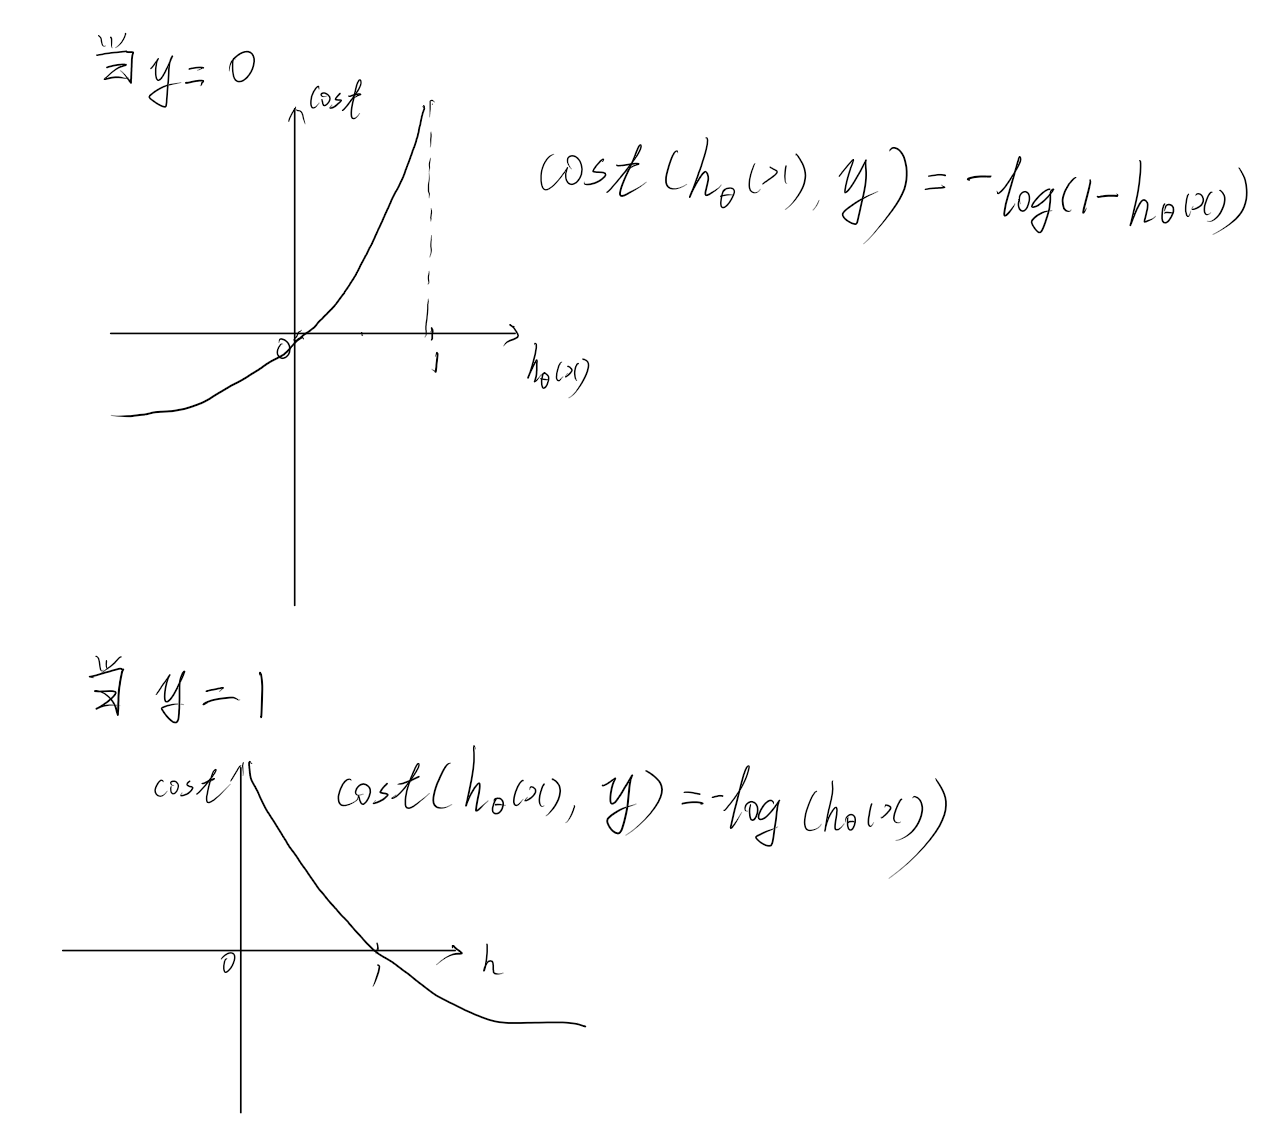 当 y = 0
cost
cost(hθ(x), y) = -log(1-hθ(x))
0
1
hθ(x)
当 y = 1
cost
cost(hθ(x), y) = -log(hθ(x))
0
1
h